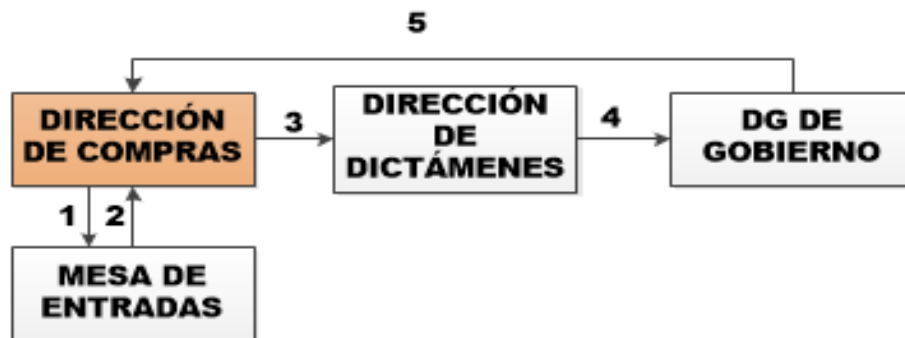 5
DIRECCIÓN
DE COMPRAS
3
DIRECCIÓN
DE
DICTÁMENES
4
DG DE
GOBIERNO
1
2
MESA DE
ENTRADAS